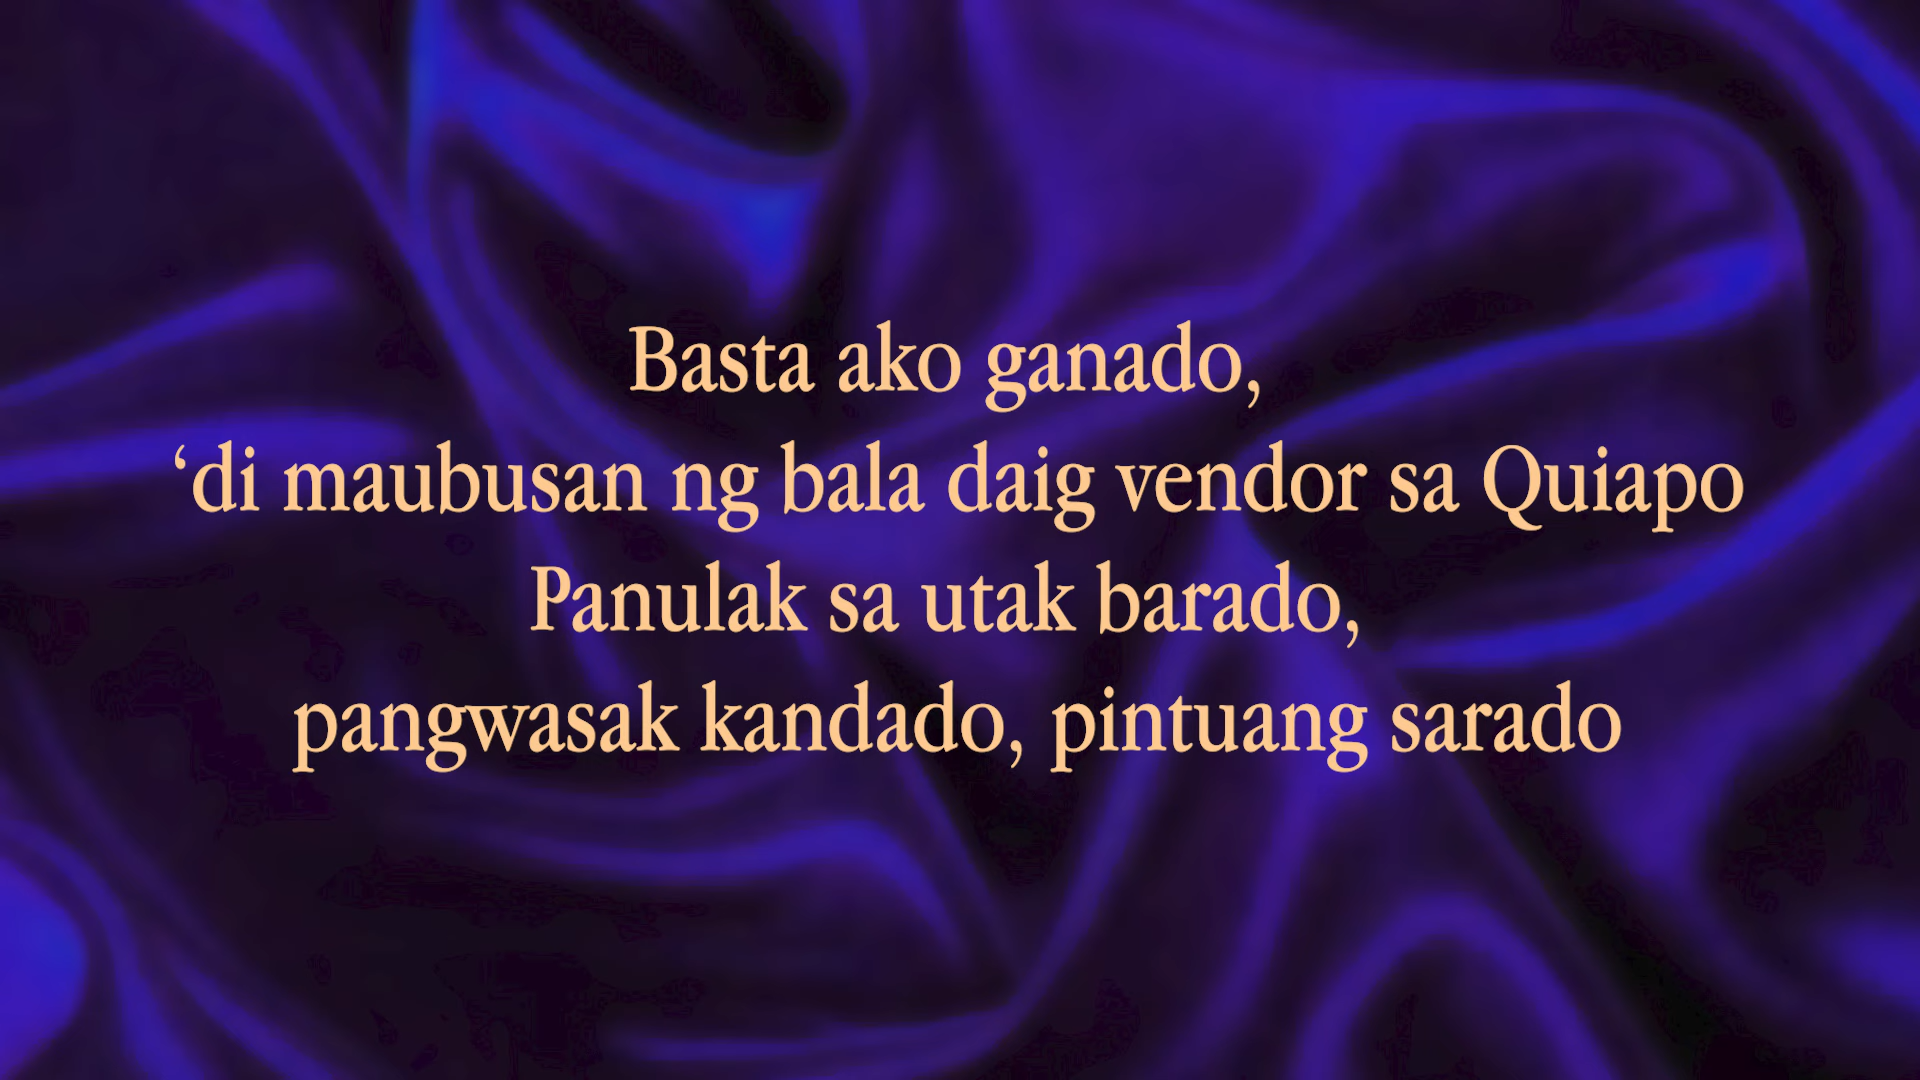 Basta ako ganado,
‘di maubusan ng bala daig vendor sa Quiapo
Panulak sa utak barado,
pangwasak kandado, pintuang sarado